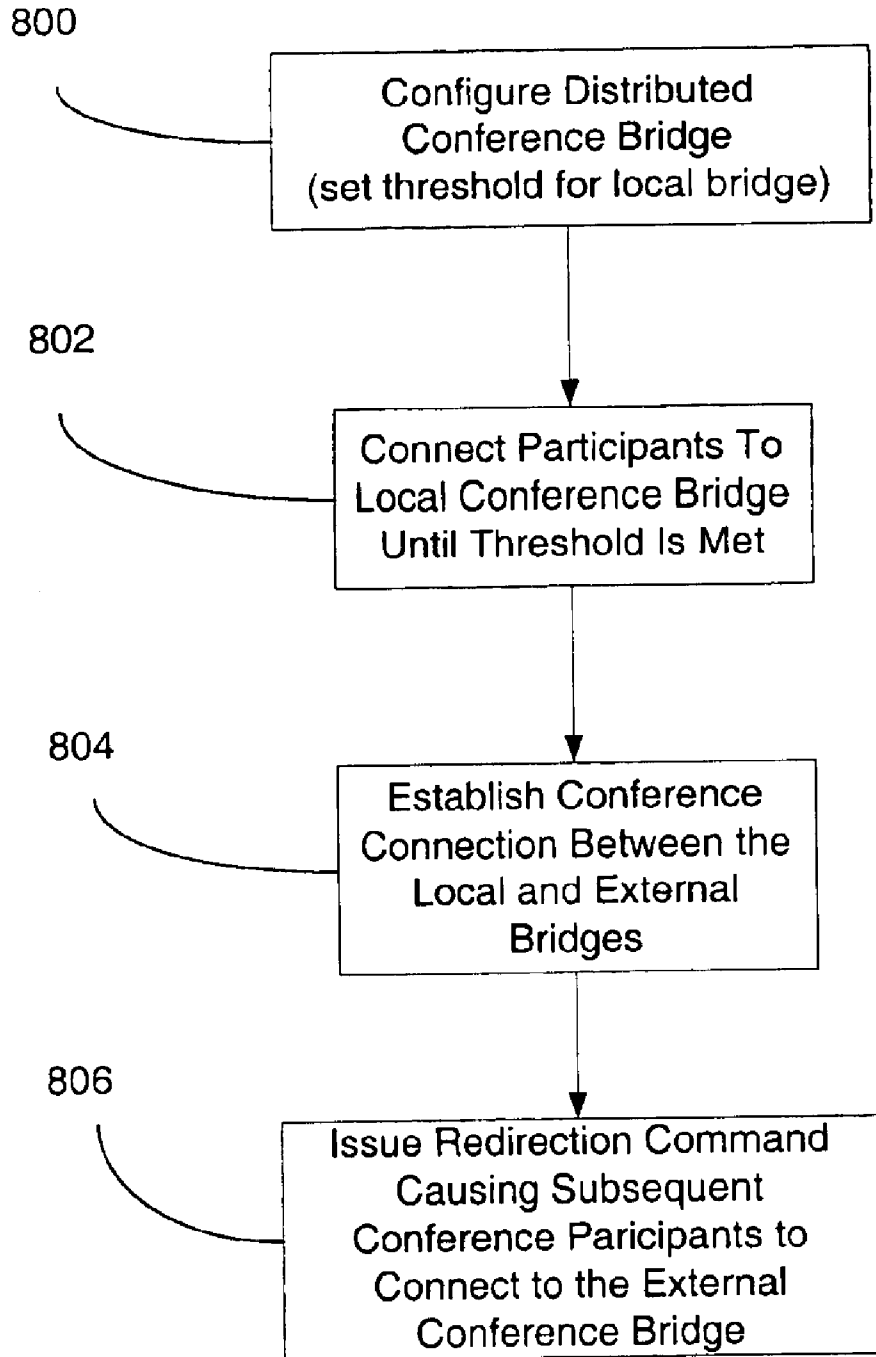 800
Configure Distributed
Conference Bridge
(set threshold for local bridge)
802
Connect Participants To
Local Conference Bridge
Until Threshold Is Met
804
Establish Conference
Connection Between the
Local and External
Bridges
806
Issue Redirection Command
Causing Subsequent
Conference Paricipants to
Connect to the External
Conference Bridge